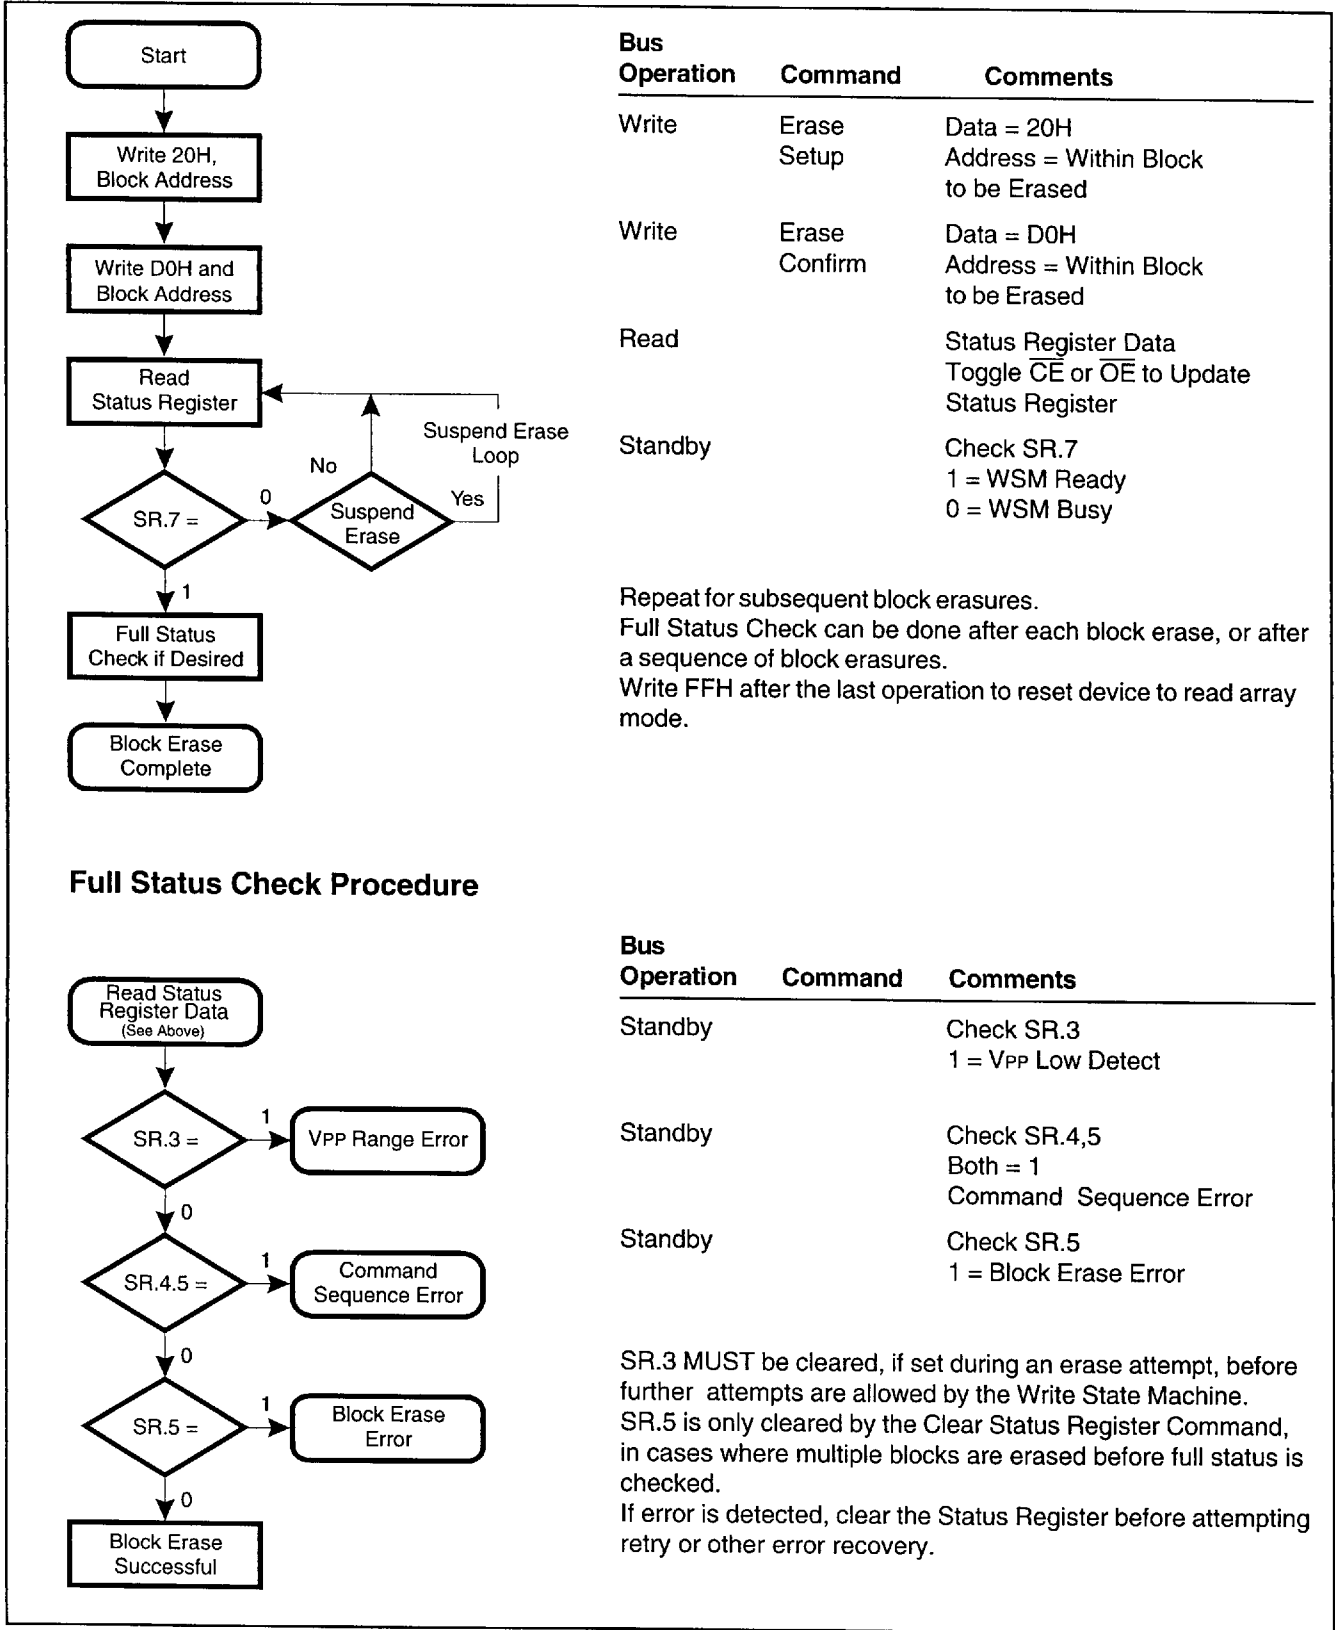 Start
Write 20H,
Block Address
Write D0H and
Block Address
Read
Status Register
Suspend Erase
Loop
No
Yes
0
SR.7 =
Suspend
Erase
1
Full Status
Check if Desired
Block Erase
Complete
Bus
Operation Command Comments
Write Erase Data = 20H
Setup Address = Within Block
to be Erased
Write Erase Data = D0H
Confirm Address = Within Block
to be Erased
Read Status Register Data
Toggle C̅E̅ or O̅E̅ to Update
Status Register
Standby Check SR.7
1 = WSM Ready
0 = WSM Busy
Repeat for subsequent block erasures.
Full Status Check can be done after each block erase, or after
a sequence of block erasures.
Write FFH after the last operation to reset device to read array
mode.
Full Status Check Procedure
Read Status
Register Data
(See Above)
1
SR.3 =
VPP Range Error
0
1
SR.4.5 =
Command
Sequence Error
0
1
SR.5 =
Block Erase
Error
0
Block Erase
Successful
Bus
Operation Command Comments
Standby Check SR.3
1 = VPP Low Detect
Standby Check SR.4,5
Both = 1
Command Sequence Error
Standby Check SR.5
1 = Block Erase Error
SR.3 MUST be cleared, if set during an erase attempt, before
further attempts are allowed by the Write State Machine.
SR.5 is only cleared by the Clear Status Register Command,
in cases where multiple blocks are erased before full status is
checked.
If error is detected, clear the Status Register before attempting
retry or other error recovery.